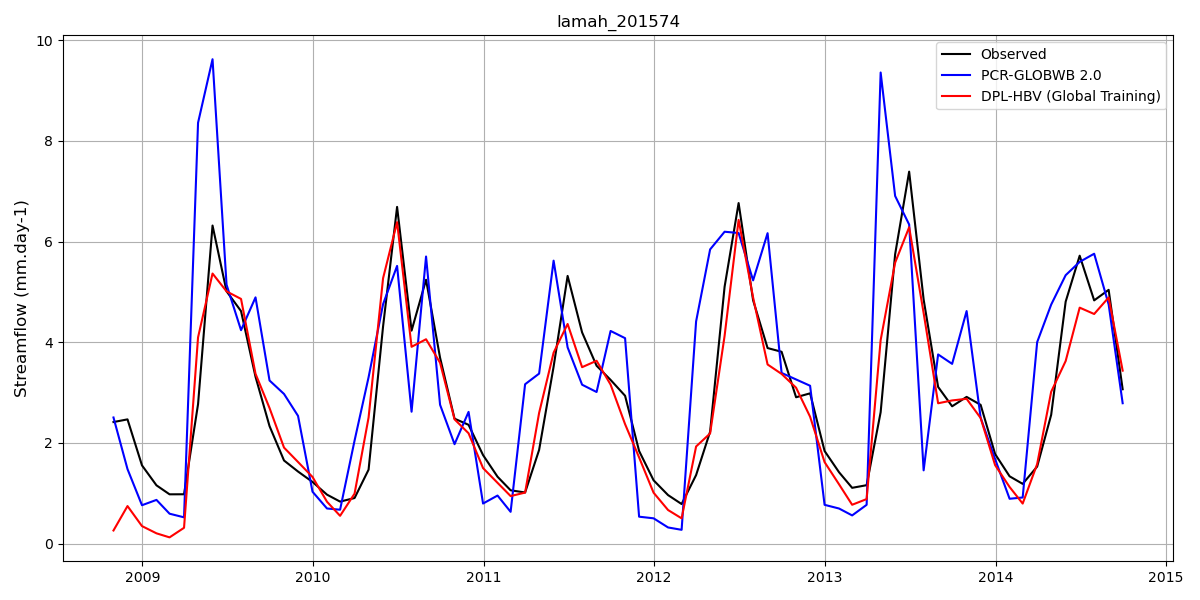 lamah_201574
Streamflow (mm.day-1)
10
8
6
4
2
0
Observed
PCR-GLOBWB 2.0
DPL-HBV (Global Training)
2009 2010 2011 2012 2013 2014 2015